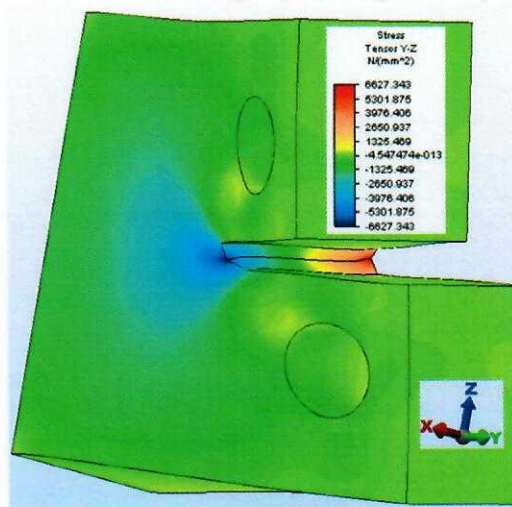 Stress
Tensor Y-Z
N/(mm^2)
6627.343
5301.875
3976.406
2650.937
1325.469
-4.547474e-013
-1325.469
-2650.937
-3976.406
-5301.875
-6627.343
Z
X
Y